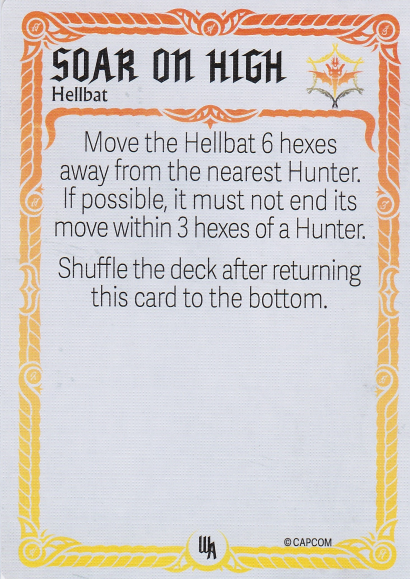 SOAR ON HIGH
Hellbat
Move the Hellbat 6 hexes
away from the nearest Hunter.
If possible, it must not end its
move within 3 hexes of a Hunter.
Shuffle the deck after returning
this card to the bottom.
WA
© CAPCOM